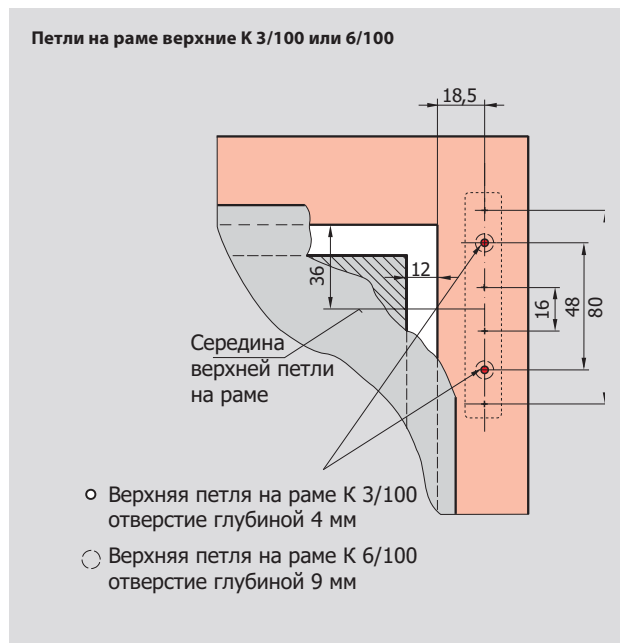 Петли на раме верхние К 3/100 или 6/100
18,5
36
12
16
48
80
Середина
верхней петли
на раме
Верхняя петля на раме К 3/100
отверстие глубиной 4 мм
Верхняя петля на раме К 6/100
отверстие глубиной 9 мм